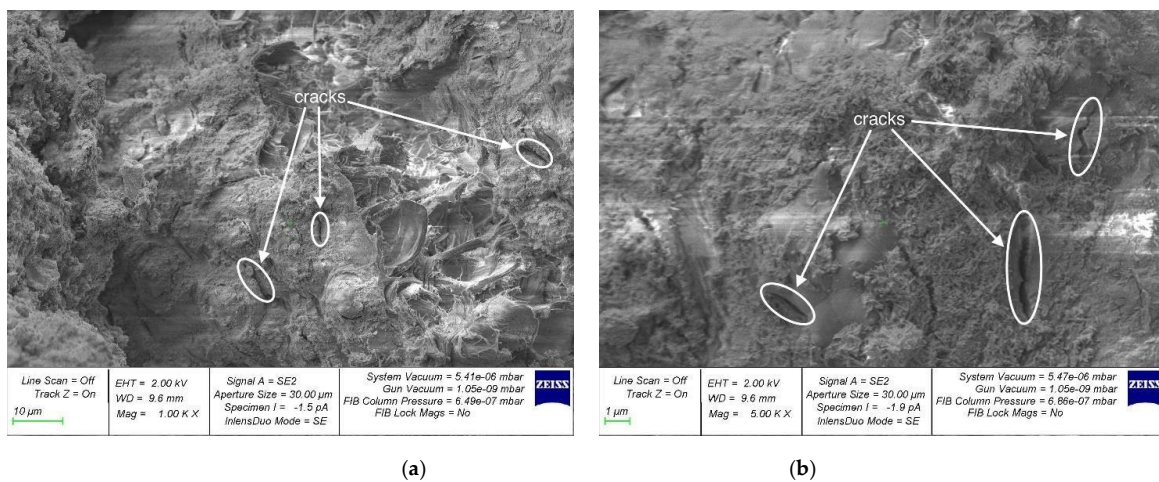 cracks
Line Scan = Off
Track Z = On
10 µm
EHT = 2.00 kV
WD = 9.6 mm
Mag = 1.00 K X
Signal A = SE2
Aperture Size = 30.00 µm
Specimen I = -1.5 pA
InlensDuo Mode = SE
System Vacuum = 5.41e-06 mbar
Gun Vacuum = 1.05e-09 mbar
FIB Column Pressure = 6.49e-07 mbar
FIB Lock Mags = No
ZEISS
(a)
cracks
Line Scan = Off
Track Z = On
1 µm
EHT = 2.00 kV
WD = 9.6 mm
Mag = 5.00 K X
Signal A = SE2
Aperture Size = 30.00 µm
Specimen I = -1.9 pA
InlensDuo Mode = SE
System Vacuum = 5.47e-06 mbar
Gun Vacuum = 1.05e-09 mbar
FIB Column Pressure = 6.86e-07 mbar
FIB Lock Mags = No
ZEISS
(b)